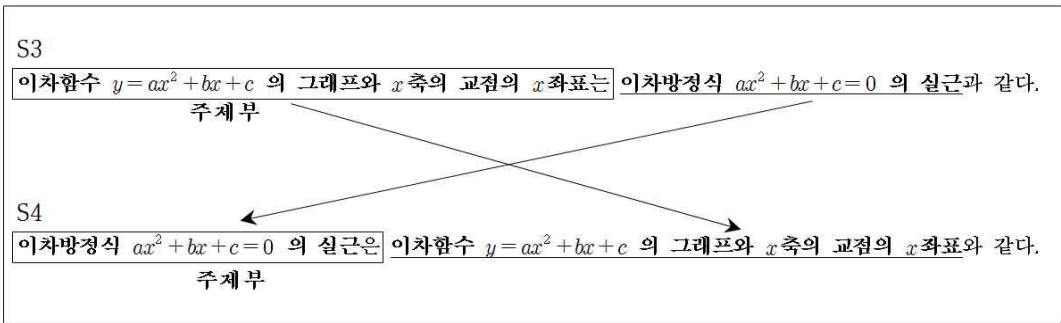 S3
이차함수 y=ax²+bx+c 의 그래프와 x축의 교점의 x좌표는 이차방정식 ax²+bx+c=0 의 실근과 같다.
주제부
S4
이차방정식 ax²+bx+c=0 의 실근은 이차함수 y=ax²+bx+c 의 그래프와 x축의 교점의 x좌표와 같다.
주제부